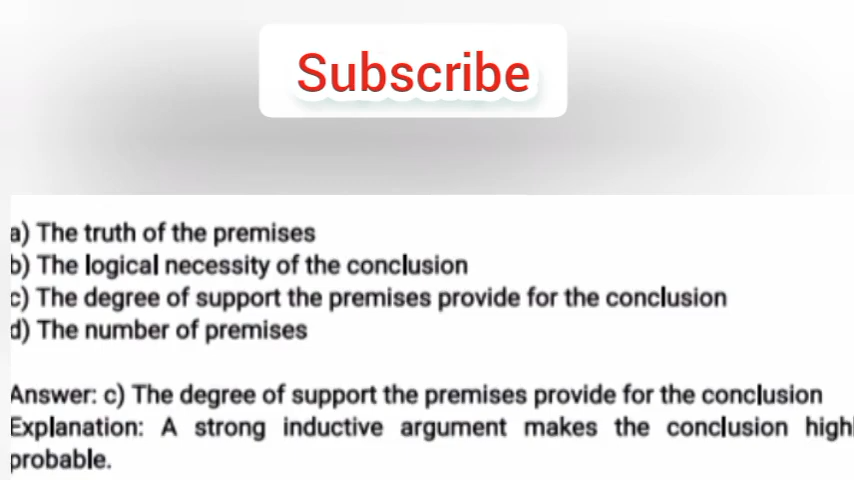 Subscribe
a) The truth of the premises
b) The logical necessity of the conclusion
c) The degree of support the premises provide for the conclusion
d) The number of premises
Answer: c) The degree of support the premises provide for the conclusion
Explanation: A strong inductive argument makes the conclusion highl
probable.